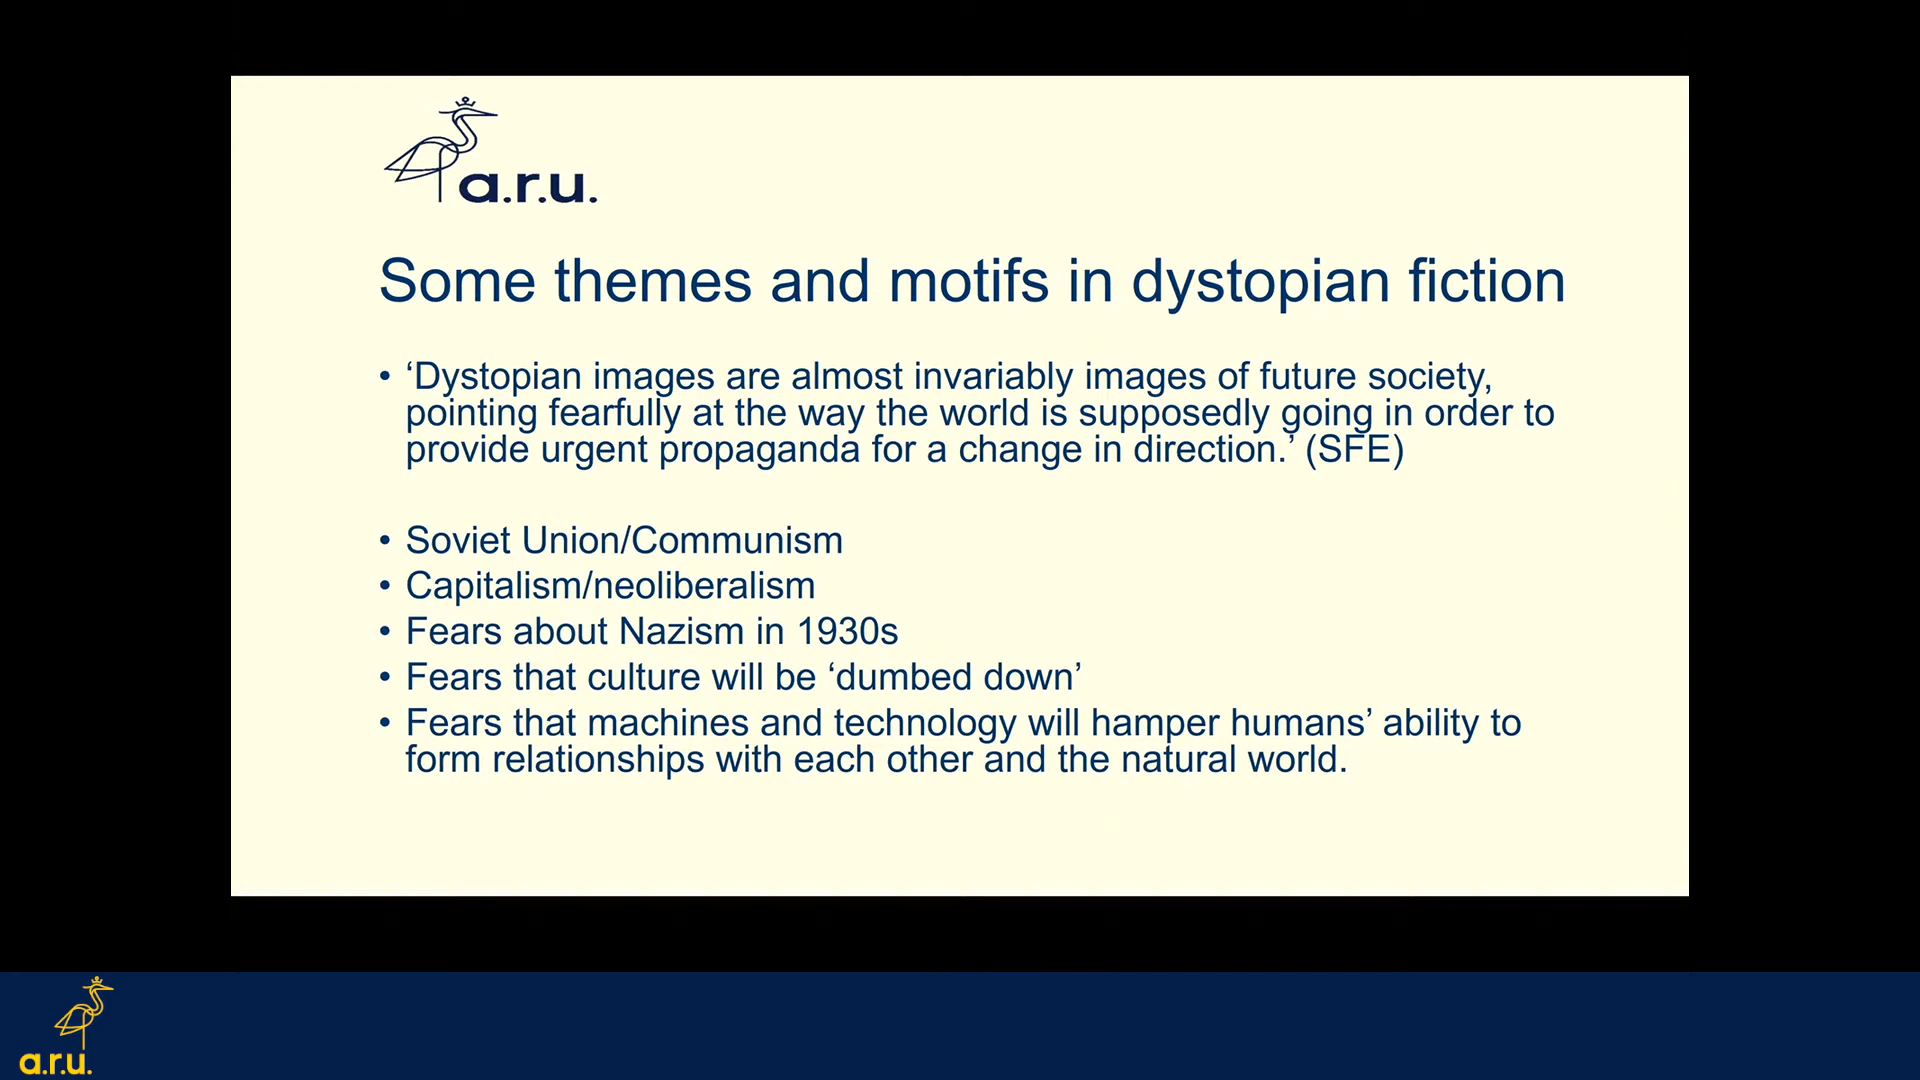 a.r.u.
Some themes and motifs in dystopian fiction
• ‘Dystopian images are almost invariably images of future society,
pointing fearfully at the way the world is supposedly going in order to
provide urgent propaganda for a change in direction.’ (SFE)
• Soviet Union/Communism
• Capitalism/neoliberalism
• Fears about Nazism in 1930s
• Fears that culture will be ‘dumbed down’
• Fears that machines and technology will hamper humans’ ability to
form relationships with each other and the natural world.
a.r.u.